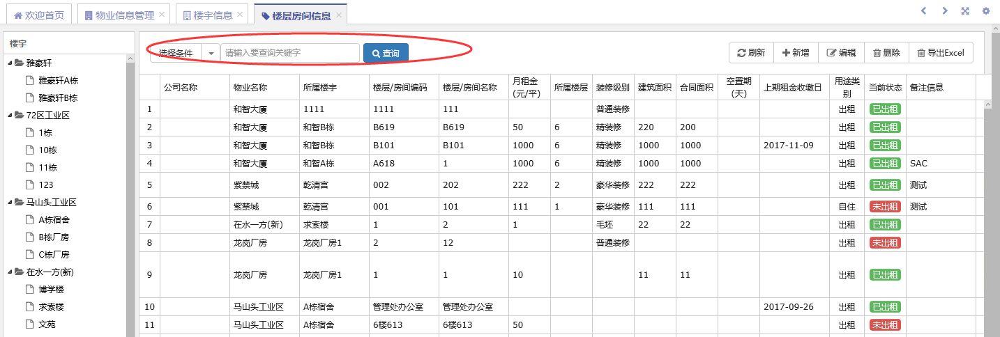 欢迎首页 物业信息管理 楼宇信息 楼层房间信息
楼宇
雅豪轩
雅豪轩A栋
雅豪轩B栋
72区工业区
1栋
10栋
11栋
123
马山头工业区
A栋宿舍
B栋厂房
C栋厂房
在水一方(新)
博学楼
求索楼
文苑
选择条件 请输入要查询关键字 查询 刷新 新增 编辑 删除 导出Excel
公司名称 物业名称 所属楼宇 楼层/房间编码 楼层/房间名称 月租金(元/平) 所属楼层 装修级别 建筑面积 合同面积 空置期(天) 上期租金收缴日 用途类别 当前状态 备注信息
1 和智大厦 1111 1111 111 普通装修 出租 已出租
2 和智大厦 和智B栋 B619 B619 50 6 精装修 220 200 出租 已出租
3 和智大厦 和智B栋 B101 B101 1000 6 精装修 1000 1000 2017-11-09 出租 已出租
4 和智大厦 和智A栋 A618 1 1000 6 精装修 1000 1000 出租 已出租 SAC
5 紫禁城 乾清宫 002 202 222 2 豪华装修 222 222 出租 已出租 测试
6 紫禁城 乾清宫 001 101 111 1 豪华装修 111 111 自住 未出租 测试
7 在水一方(新) 求索楼 1 2 1 毛坯 22 22 出租 已出租
8 龙岗厂房 龙岗厂房1 2 12 普通装修 出租 未出租
9 龙岗厂房 龙岗厂房1 1 1 10 11 11 出租 已出租
10 马山头工业区 A栋宿舍 管理处办公室 管理处办公室 2017-09-26 出租 已出租
11 马山头工业区 A栋宿舍 6楼613 6楼613 50 出租 未出租